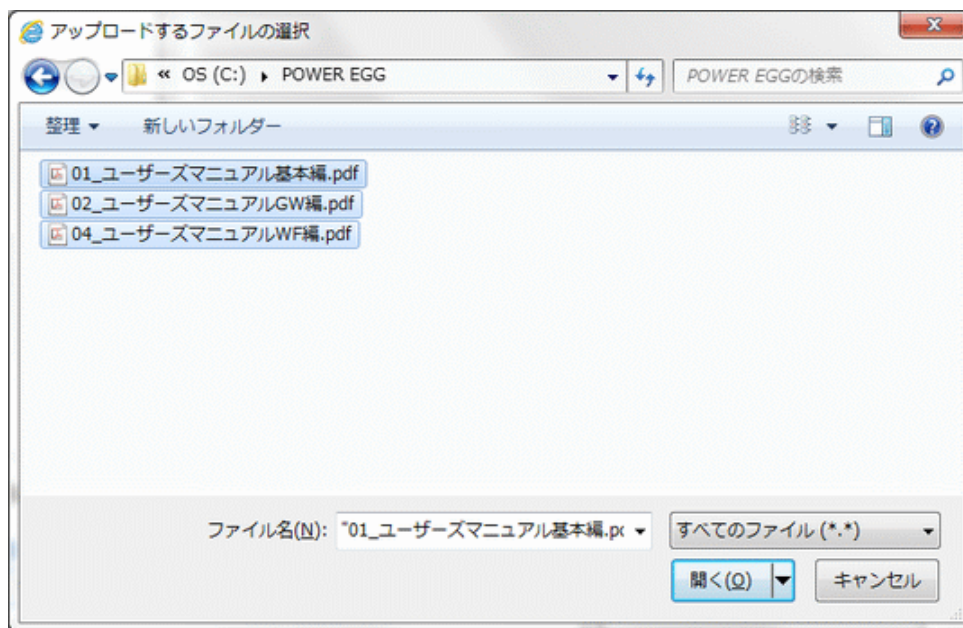 アップロードするファイルの選択
« OS (C:) ▸ POWER EGG
POWER EGGの検索
整理 ▼ 新しいフォルダー
01_ユーザーズマニュアル基本編.pdf
02_ユーザーズマニュアルGW編.pdf
04_ユーザーズマニュアルWF編.pdf
ファイル名(N): "01_ユーザーズマニュアル基本編.pc
すべてのファイル (*.*)
開く(O) キャンセル